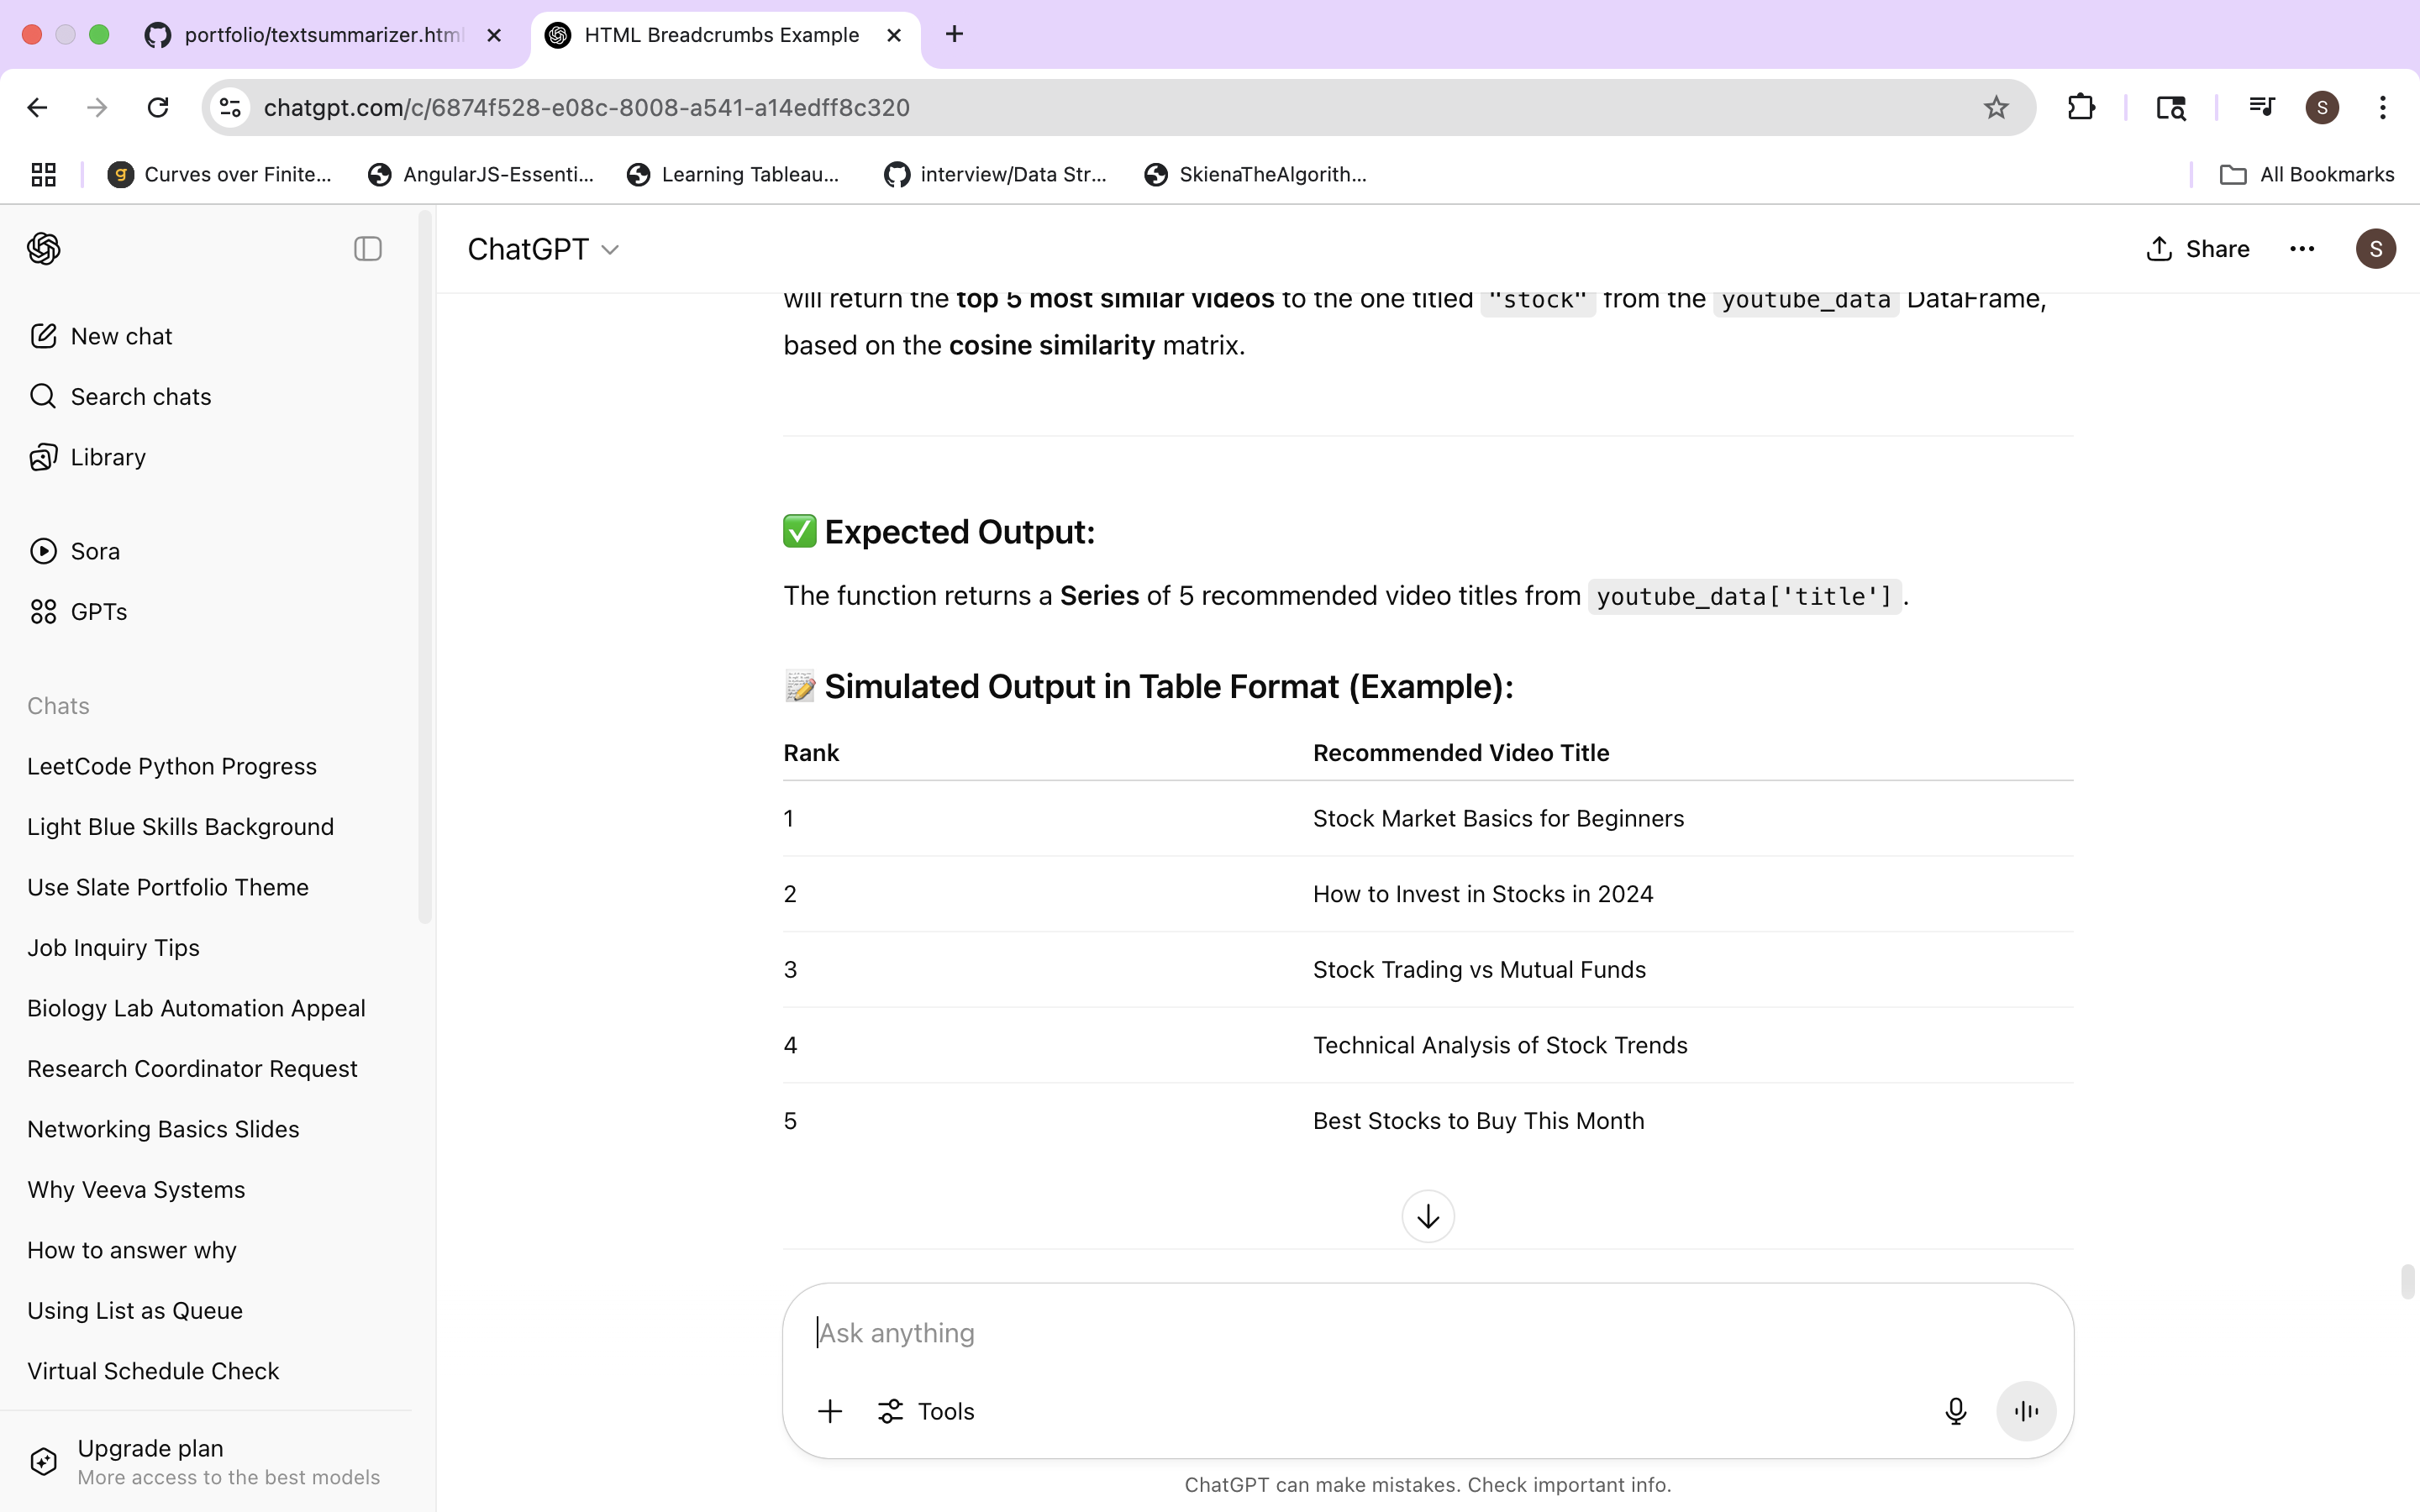 portfolio/textsummarizer.html
HTML Breadcrumbs Example
chatgpt.com/c/6874f528-e08c-8008-a541-a14edff8c320
S
g
Curves over Finite...
AngularJS-Essenti...
Learning Tableau...
interview/Data Str...
SkienaTheAlgorith...
All Bookmarks
New chat
Search chats
Library
Sora
GPTs
Chats
LeetCode Python Progress
Light Blue Skills Background
Use Slate Portfolio Theme
Job Inquiry Tips
Biology Lab Automation Appeal
Research Coordinator Request
Networking Basics Slides
Why Veeva Systems
How to answer why
Using List as Queue
Virtual Schedule Check
Upgrade plan
More access to the best models
ChatGPT
Share
S
will return the top 5 most similar videos to the one titled "stock" from the youtube_data DataFrame,
based on the cosine similarity matrix.
✅ Expected Output:
The function returns a Series of 5 recommended video titles from youtube_data['title'].
📝 Simulated Output in Table Format (Example):
Rank Recommended Video Title
1 Stock Market Basics for Beginners
2 How to Invest in Stocks in 2024
3 Stock Trading vs Mutual Funds
4 Technical Analysis of Stock Trends
5 Best Stocks to Buy This Month
Ask anything
Tools
ChatGPT can make mistakes. Check important info.